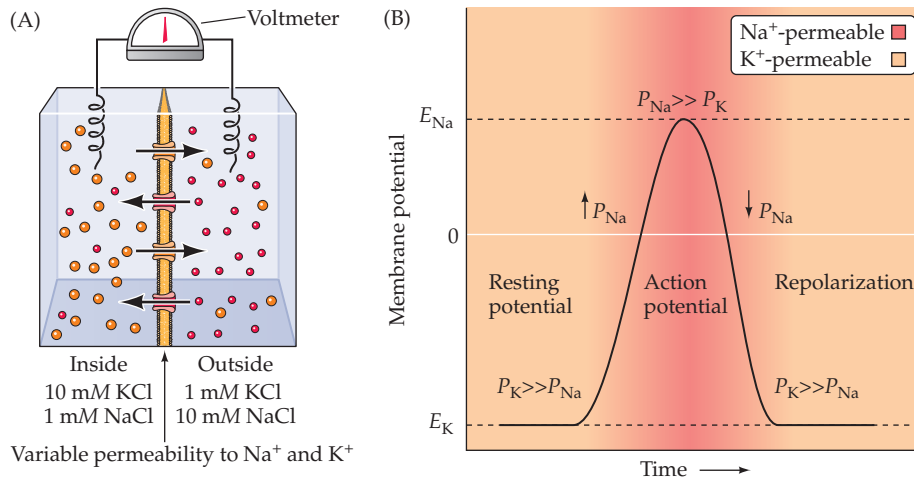 (A)
Voltmeter
Inside
10 mM KCl
1 mM NaCl
Outside
1 mM KCl
10 mM NaCl
Variable permeability to Na⁺ and K⁺
(B)
Na⁺-permeable
K⁺-permeable
Membrane potential
E_Na
0
E_K
P_Na>> P_K
↑ P_Na
↓ P_Na
Resting
potential
Action
potential
Repolarization
P_K>>P_Na
P_K>>P_Na
Time →